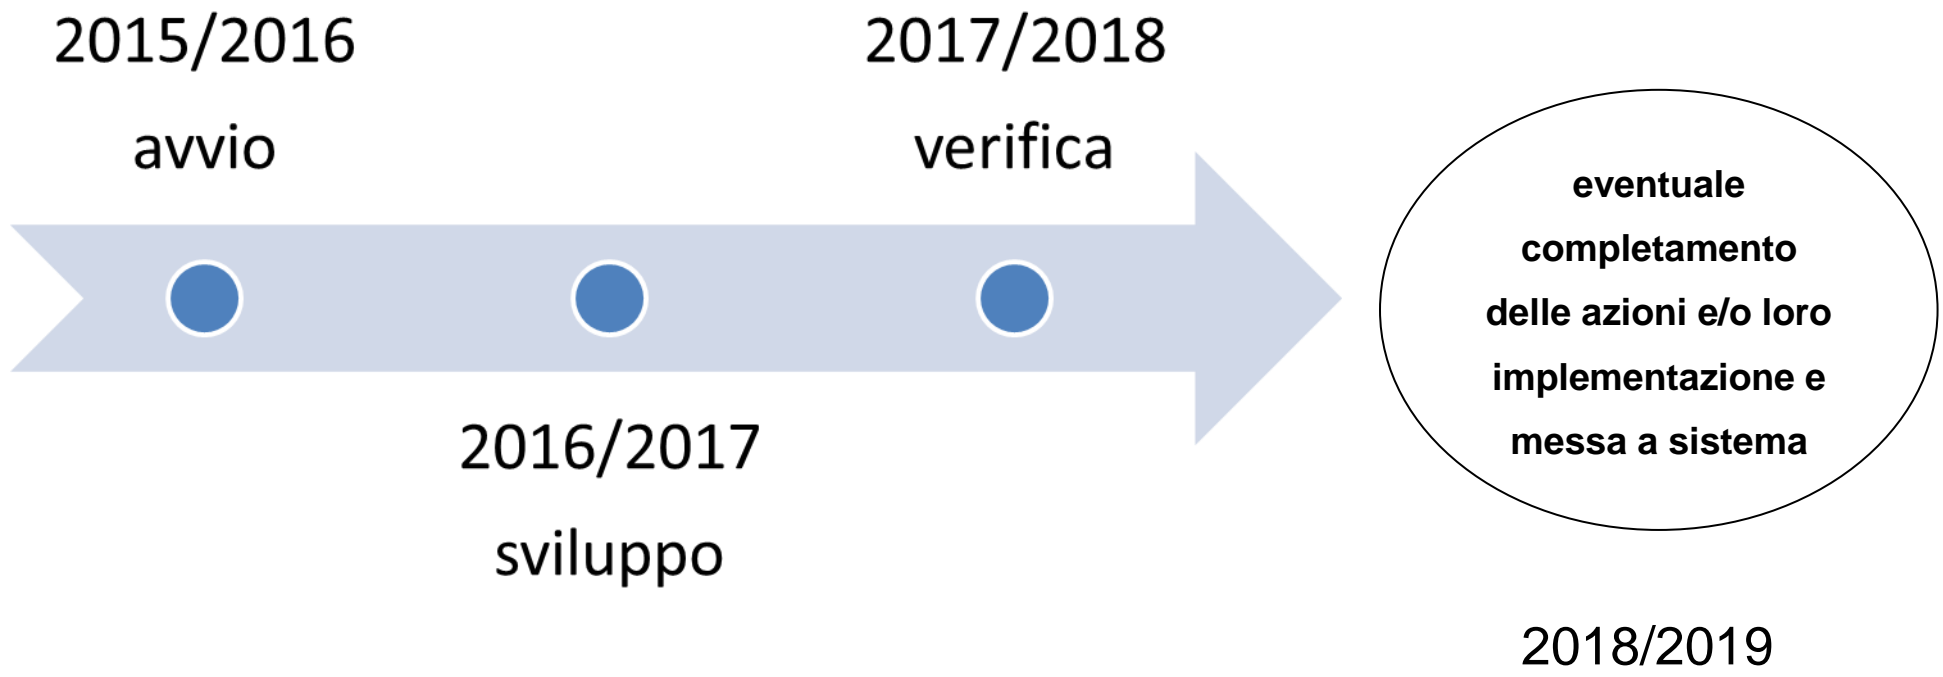 2015/2016
avvio
2016/2017
sviluppo
2017/2018
verifica
eventuale
completamento
delle azioni e/o loro
implementazione e
messa a sistema
2018/2019